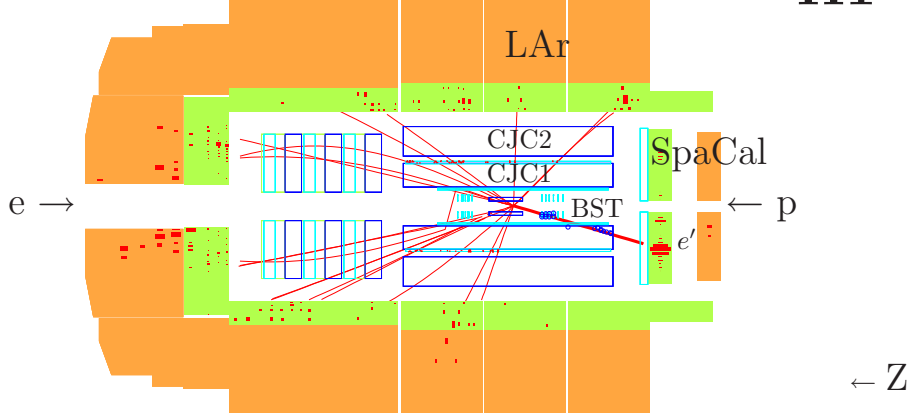 LAr
CJC2
SpaCal
CJC1
e →
BST
← p
e′
← Z